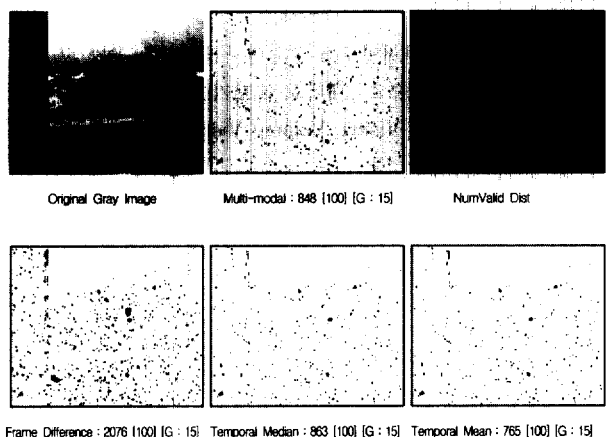 Original Gray Image
Multi-modal : 848 [100] [G : 15]
NumValid Dist
Frame Difference : 2076 [100] [G : 15]
Temporal Median : 863 [100] [G : 15]
Temporal Mean : 765 [100] [G : 15]